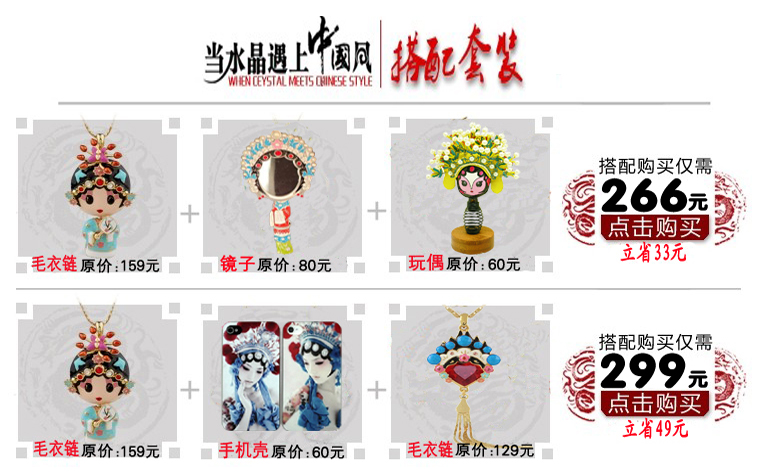 当水晶遇上中國风
WHEN CEYSTAL MEETS CHINESE STYLE
搭配套装
毛衣链原价:159元
镜子原价:80元
玩偶原价:60元
搭配购买仅需
266元
点击购买
立省33元
毛衣链原价:159元
手机壳原价:60元
毛衣链原价:129元
搭配购买仅需
299元
点击购买
立省49元